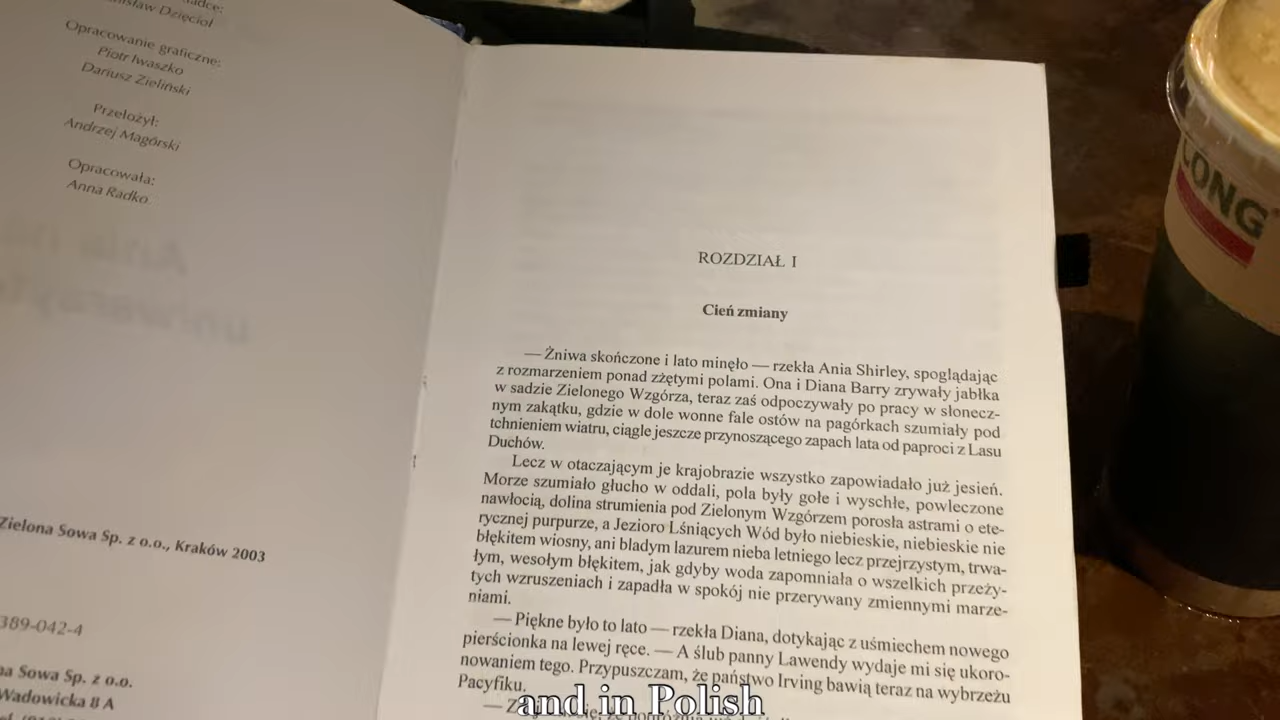 Dzięcioł
Opracowanie graficzne:
Piotr Iwaszko
Dariusz Zieliński
Przełożył:
Andrzej Magórski
Opracowała:
Anna Radko
Zielona Sowa Sp. z o.o., Kraków 2003
389-042-4
Sowa Sp. z o.o.
Wadowicka 8 A
ROZDZIAŁ I
Cień zmiany
— Żniwa skończone i lato minęło — rzekła Ania Shirley, spoglądając
z rozmarzeniem ponad zżętymi polami. Ona i Diana Barry zrywały jabłka
w sadzie Zielonego Wzgórza, teraz zaś odpoczywały po pracy w słonecz-
nym zakątku, gdzie w dole wonne fale ostów na pagórkach szumiały pod
tchnieniem wiatru, ciągle jeszcze przynoszącego zapach lata od paproci z Lasu
Duchów.
Lecz w otaczającym je krajobrazie wszystko zapowiadało już jesień.
Morze szumiało głucho w oddali, pola były gołe i wyschłe, powleczone
nawłocią, dolina strumienia pod Zielonym Wzgórzem porosła astrami o ete-
rycznej purpurze, a Jezioro Lśniących Wód było niebieskie, niebieskie nie
błękitem wiosny, ani bladym lazurem nieba letniego lecz przejrzystym, trwa-
łym, wesołym błękitem, jak gdyby woda zapomniała o wszelkich przeży-
tych wzruszeniach i zapadła w spokój nie przerywany zmiennymi marze-
niami.
— Piękne było to lato — rzekła Diana, dotykając z uśmiechem nowego
pierścionka na lewej ręce. — A ślub panny Lawendy wydaje mi się ukoro-
nowaniem tego. Przypuszczam, że państwo Irving bawią teraz na wybrzeżu
Pacyfiku.
and in Polish
LONG